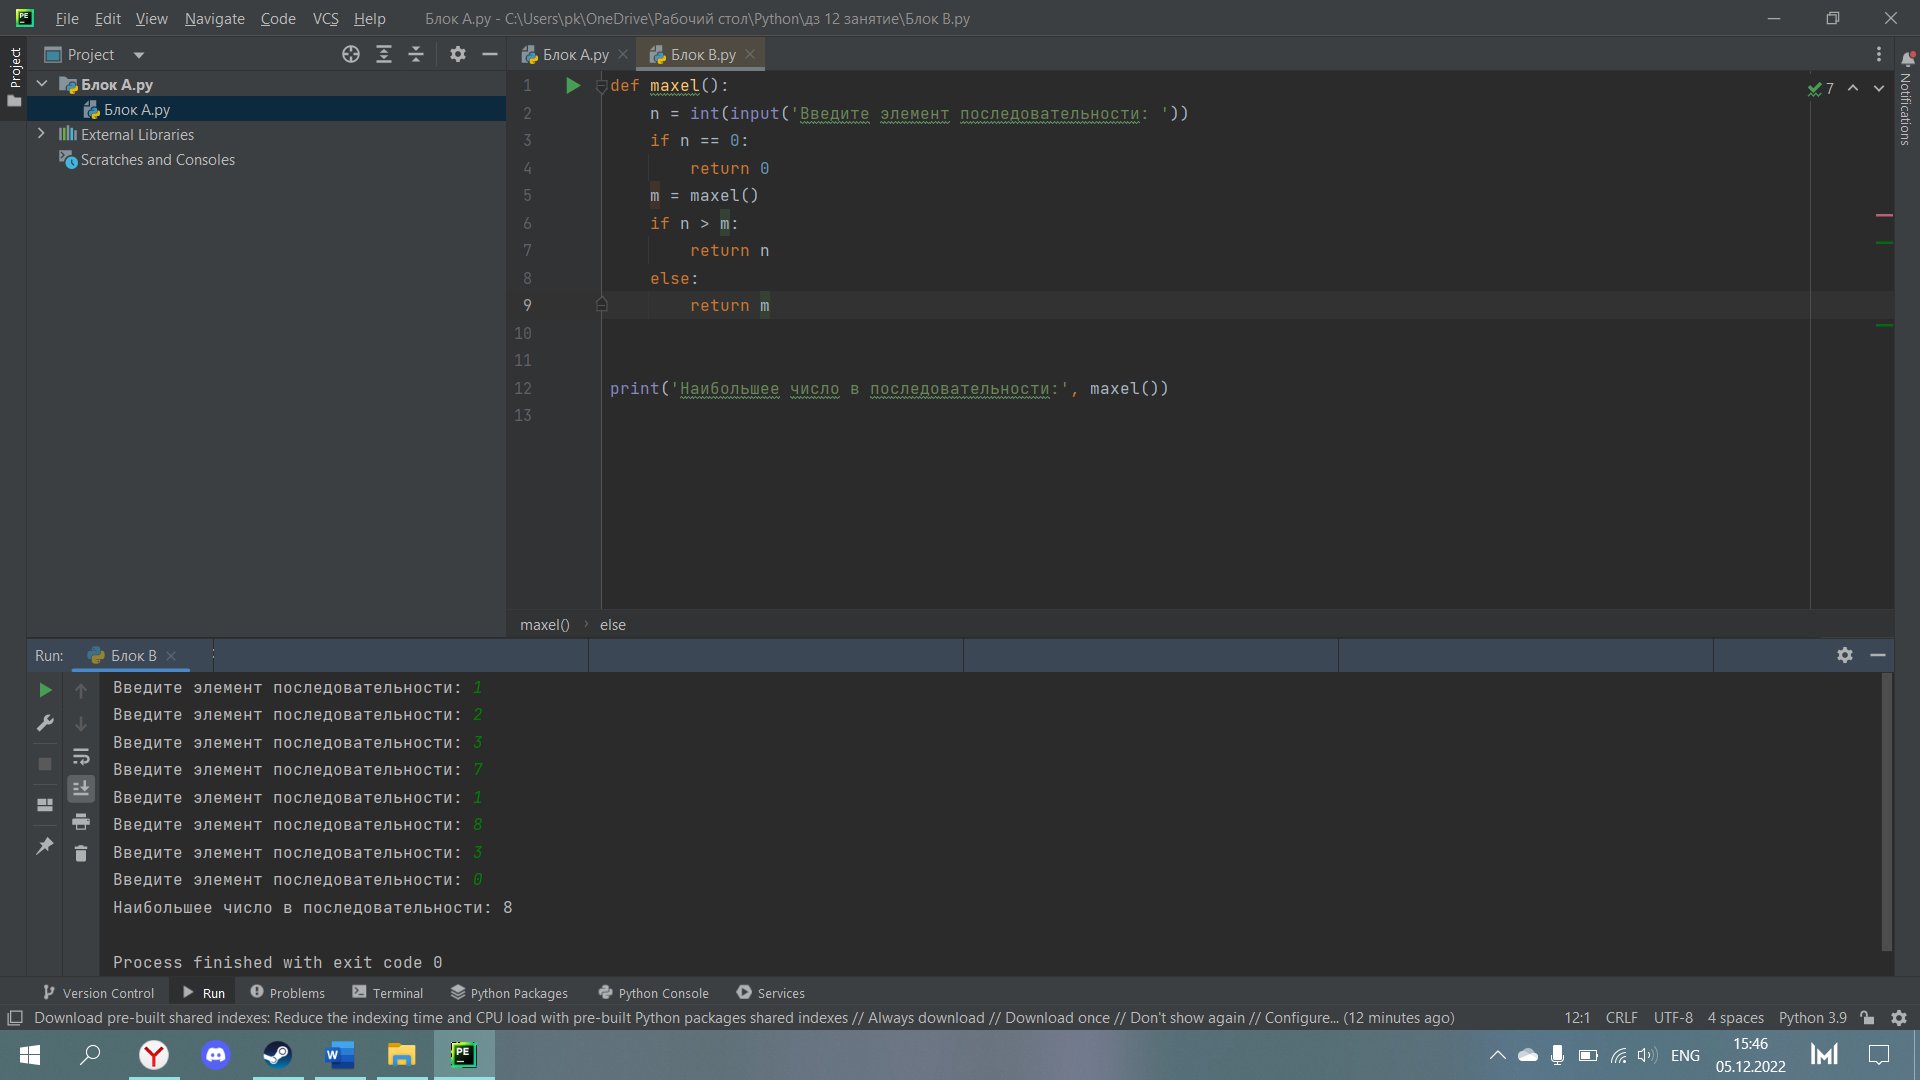 File Edit View Navigate Code VCS Help Блок A.py - C:\Users\pk\OneDrive\Рабочий стол\Python\дз 12 занятие\Блок B.py
Project
Project
Блок A.py
Блок A.py
External Libraries
Scratches and Consoles
Блок A.py Блок B.py
7
Notifications
1 def maxel():
2 n = int(input('Введите элемент последовательности: '))
3 if n == 0:
4 return 0
5 m = maxel()
6 if n > m:
7 return n
8 else:
9 return m
10
11
12 print('Наибольшее число в последовательности:', maxel())
13
maxel() › else
Run: Блок B
Введите элемент последовательности: 1
Введите элемент последовательности: 2
Введите элемент последовательности: 3
Введите элемент последовательности: 7
Введите элемент последовательности: 1
Введите элемент последовательности: 8
Введите элемент последовательности: 3
Введите элемент последовательности: 0
Наибольшее число в последовательности: 8
Process finished with exit code 0
Version Control Run Problems Terminal Python Packages Python Console Services
Download pre-built shared indexes: Reduce the indexing time and CPU load with pre-built Python packages shared indexes // Always download // Download once // Don't show again // Configure... (12 minutes ago) 12:1 CRLF UTF-8 4 spaces Python 3.9
ENG
15:46
05.12.2022